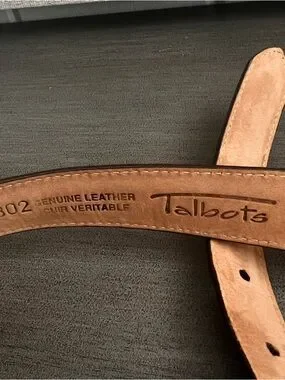 302 GENUINE LEATHER
CUIR VERITABLE
Talbots